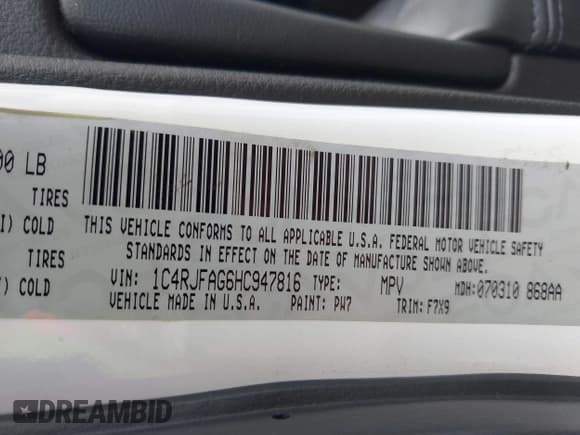 00 LB
TIRES
I) COLD
TIRES
) COLD
THIS VEHICLE CONFORMS TO ALL APPLICABLE U.S.A. FEDERAL MOTOR VEHICLE SAFETY
STANDARDS IN EFFECT ON THE DATE OF MANUFACTURE SHOWN ABOVE.
VIN: 1C4RJFAG6HC947816 TYPE: MPV MDH:070310 868AA
VEHICLE MADE IN U.S.A. PAINT: PW7 TRIM: F7X9
DREAMBID